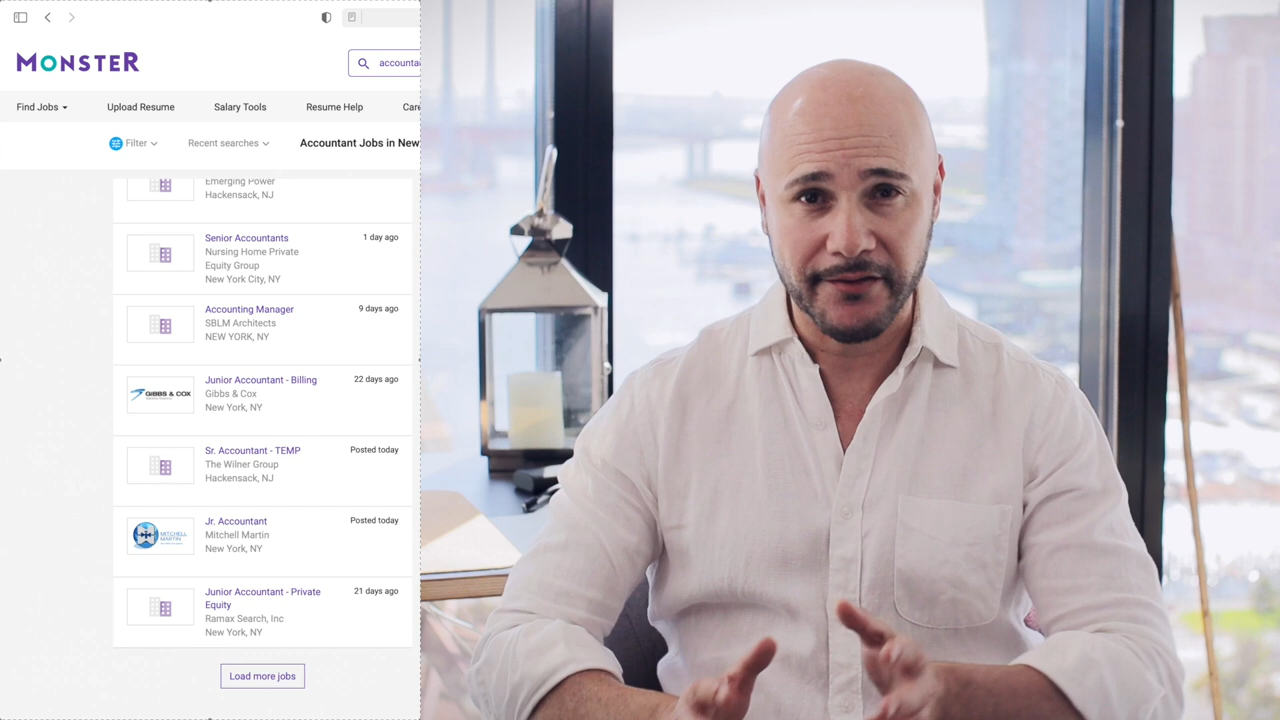 MONSTER
accounta
Find Jobs
Upload Resume
Salary Tools
Resume Help
Care
Filter
Recent searches
Accountant Jobs in New
Emerging Power
Hackensack, NJ
Senior Accountants
1 day ago
Nursing Home Private
Equity Group
New York City, NY
Accounting Manager
9 days ago
SBLM Architects
NEW YORK, NY
GIBBS & COX
Junior Accountant - Billing
22 days ago
Gibbs & Cox
New York, NY
Sr. Accountant - TEMP
Posted today
The Wilner Group
Hackensack, NJ
MITCHELL
MARTIN
Jr. Accountant
Posted today
Mitchell Martin
New York, NY
Junior Accountant - Private
Equity
21 days ago
Ramax Search, Inc
New York, NY
Load more jobs